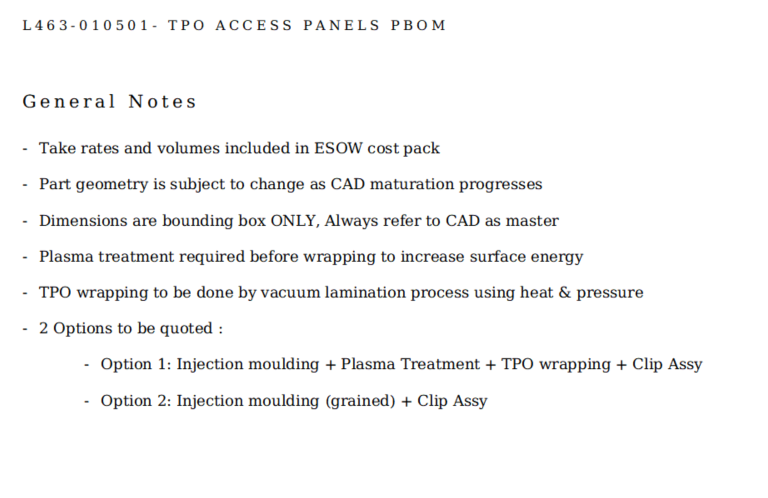 L463-010501- TPO ACCESS PANELS PBOM
General Notes
- Take rates and volumes included in ESOW cost pack
- Part geometry is subject to change as CAD maturation progresses
- Dimensions are bounding box ONLY, Always refer to CAD as master
- Plasma treatment required before wrapping to increase surface energy
- TPO wrapping to be done by vacuum lamination process using heat & pressure
- 2 Options to be quoted :
- Option 1: Injection moulding + Plasma Treatment + TPO wrapping + Clip Assy
- Option 2: Injection moulding (grained) + Clip Assy